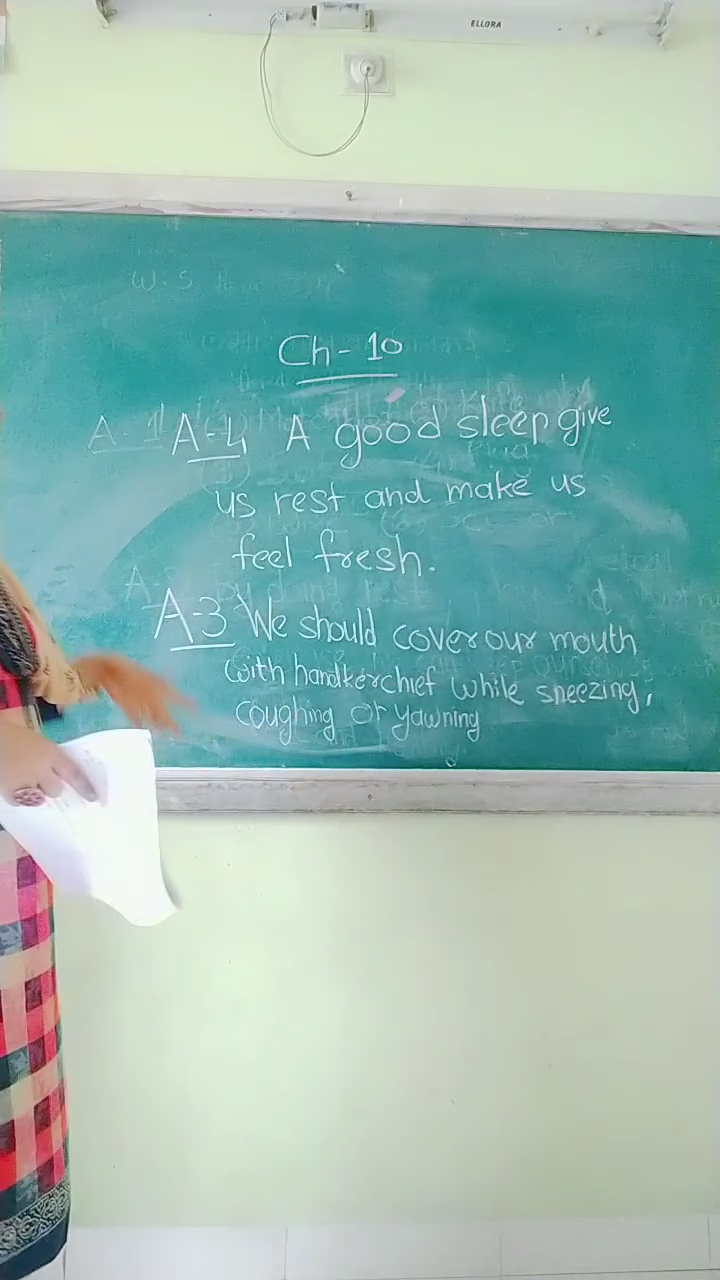 ELLORA
W.S
Ch-10
A-1 A-4 A good sleep give
us rest and make us
feel fresh.
A-3 We should cover our mouth
with handkerchief while sneezing,
coughing or yawning